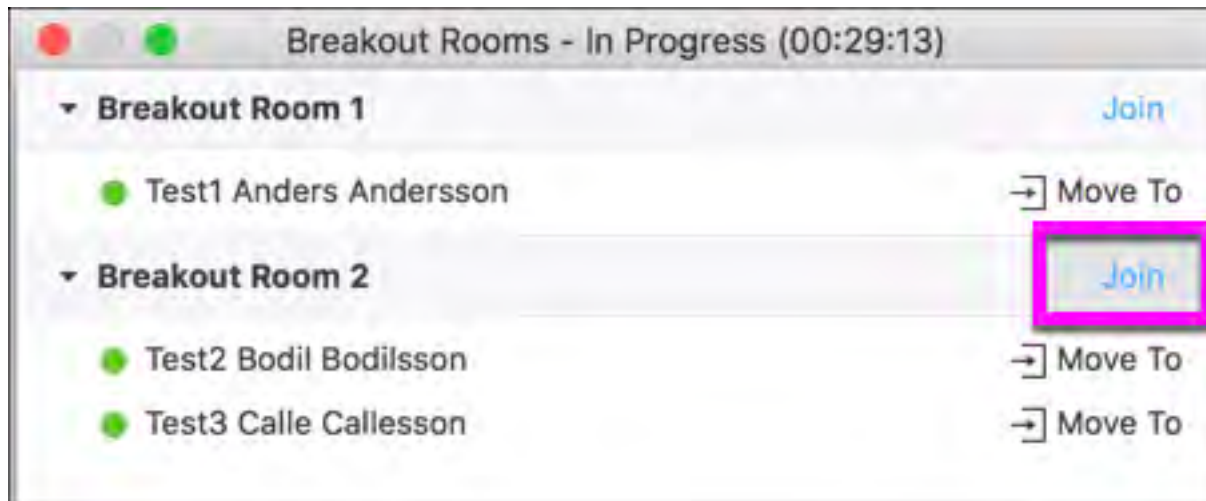 Breakout Rooms - In Progress (00:29:13)
Breakout Room 1 Join
Test1 Anders Andersson Move To
Breakout Room 2 Join
Test2 Bodil Bodilsson Move To
Test3 Calle Callesson Move To